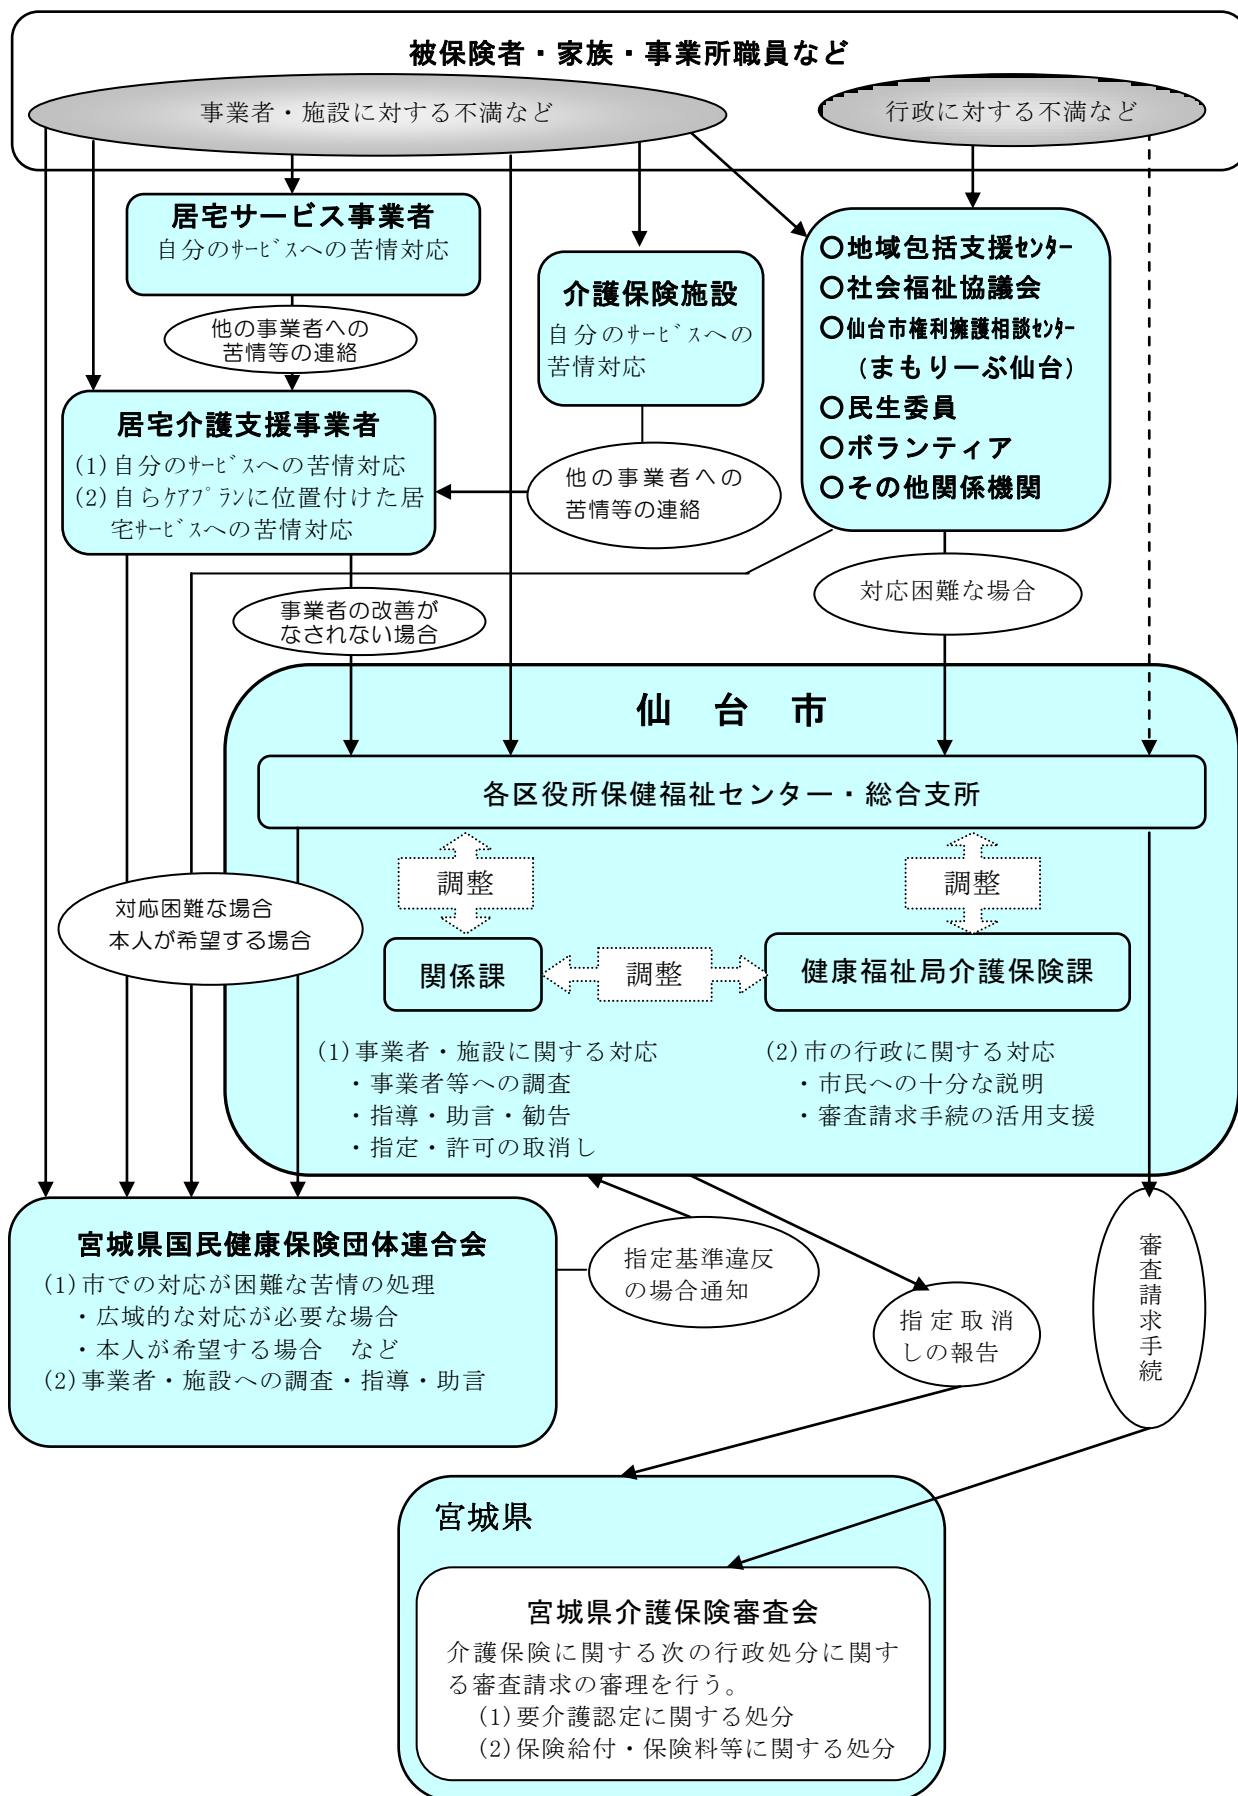 被保険者・家族・事業所職員など
事業者・施設に対する不満など
行政に対する不満など
居宅サービス事業者
自分のｻｰﾋﾞｽへの苦情対応
他の事業者への
苦情等の連絡
介護保険施設
自分のｻｰﾋﾞｽへの
苦情対応
○地域包括支援ｾﾝﾀｰ
○社会福祉協議会
○仙台市権利擁護相談ｾﾝﾀｰ
(まもりーぶ仙台)
○民生委員
○ボランティア
○その他関係機関
居宅介護支援事業者
(1)自分のｻｰﾋﾞｽへの苦情対応
(2)自らｹｱﾌﾟﾗﾝに位置付けた居
宅ｻｰﾋﾞｽへの苦情対応
他の事業者への
苦情等の連絡
事業者の改善が
なされない場合
対応困難な場合
仙　台　市
各区役所保健福祉センター・総合支所
調整
調整
対応困難な場合
本人が希望する場合
関係課
調整
健康福祉局介護保険課
(1)事業者・施設に関する対応
・事業者等への調査
・指導・助言・勧告
・指定・許可の取消し
(2)市の行政に関する対応
・市民への十分な説明
・審査請求手続の活用支援
宮城県国民健康保険団体連合会
(1)市での対応が困難な苦情の処理
・広域的な対応が必要な場合
・本人が希望する場合　など
(2)事業者・施設への調査・指導・助言
指定基準違反
の場合通知
指定取消
しの報告
審査請求手続
宮城県
宮城県介護保険審査会
介護保険に関する次の行政処分に関す
る審査請求の審理を行う。
(1)要介護認定に関する処分
(2)保険給付・保険料等に関する処分